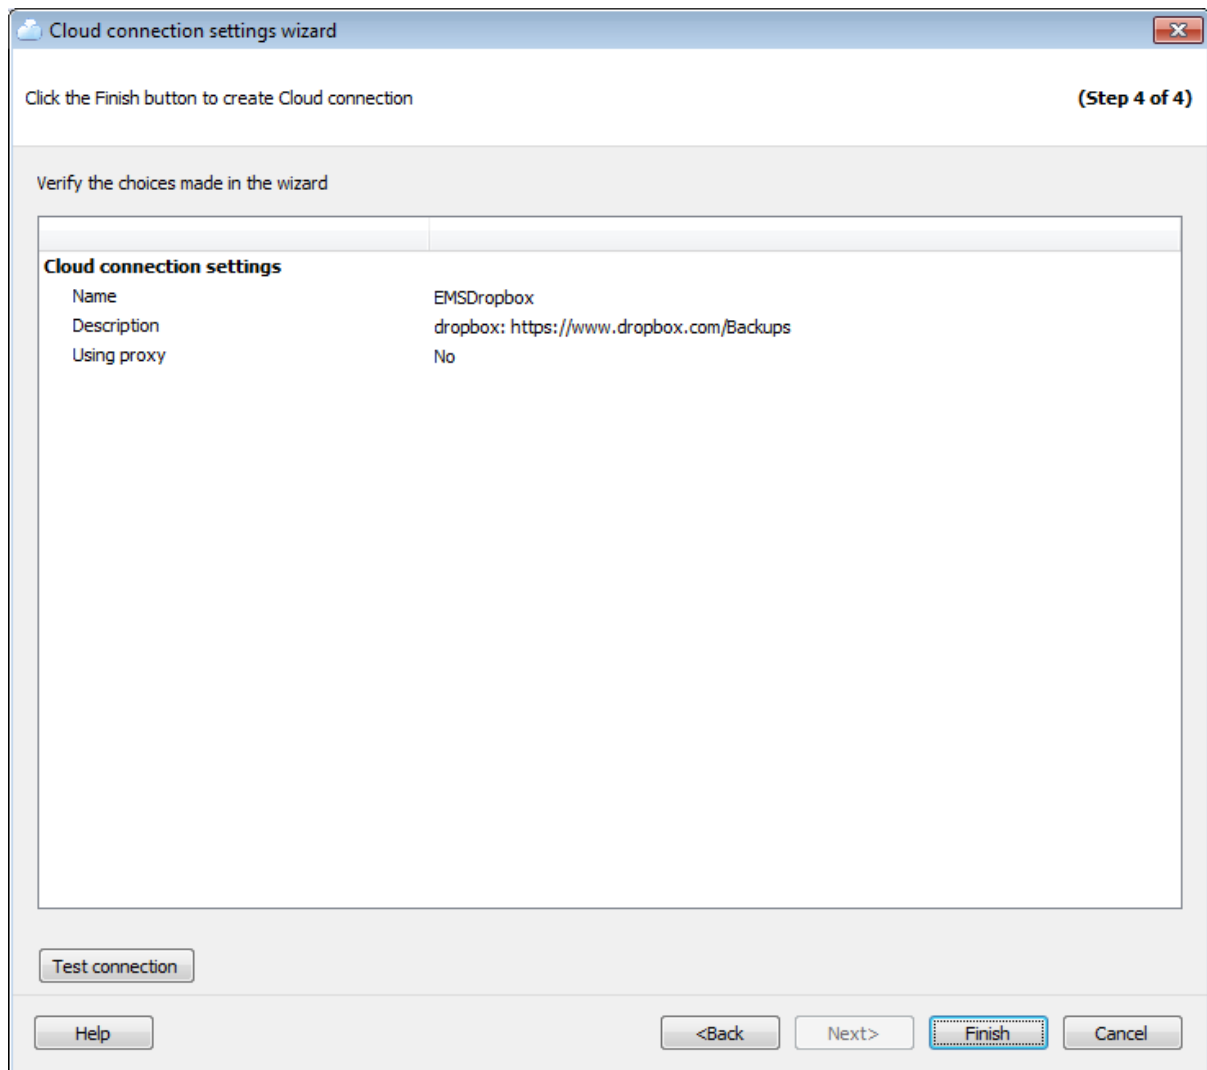 Cloud connection settings wizard
Click the Finish button to create Cloud connection (Step 4 of 4)
Verify the choices made in the wizard
Cloud connection settings
Name EMSDropbox
Description dropbox: https://www.dropbox.com/Backups
Using proxy No
Test connection
Help <Back Next> Finish Cancel